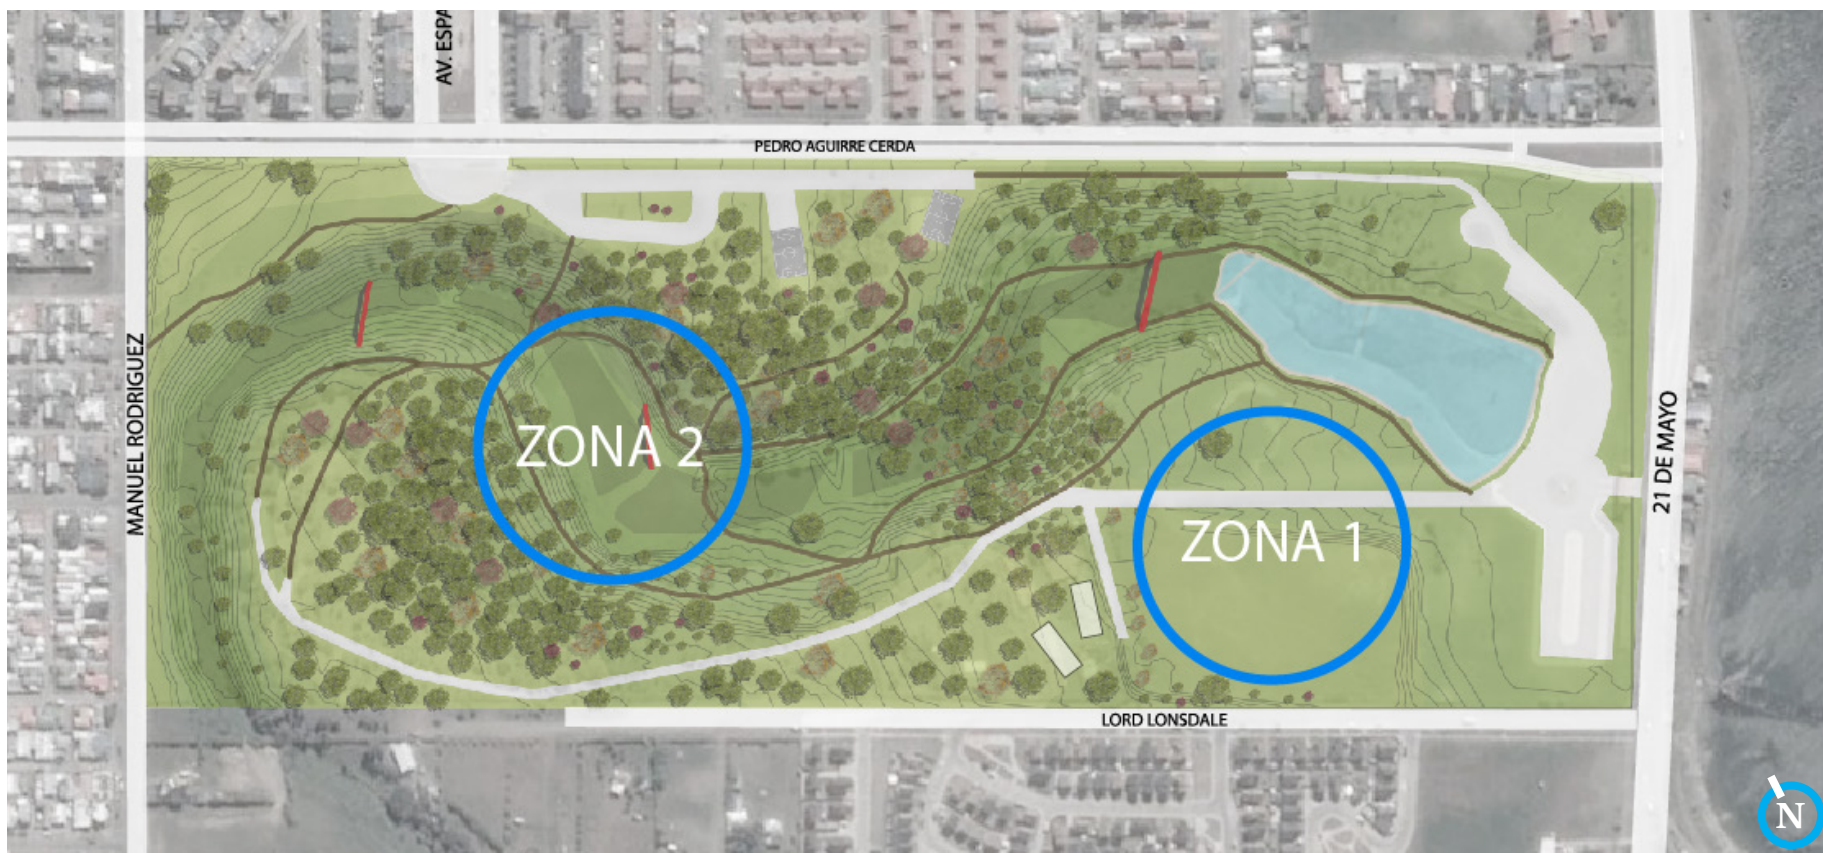 AV. ESPA
PEDRO AGUIRRE CERDA
MANUEL RODRIGUEZ
ZONA 2
ZONA 1
21 DE MAYO
LORD LONSDALE
N